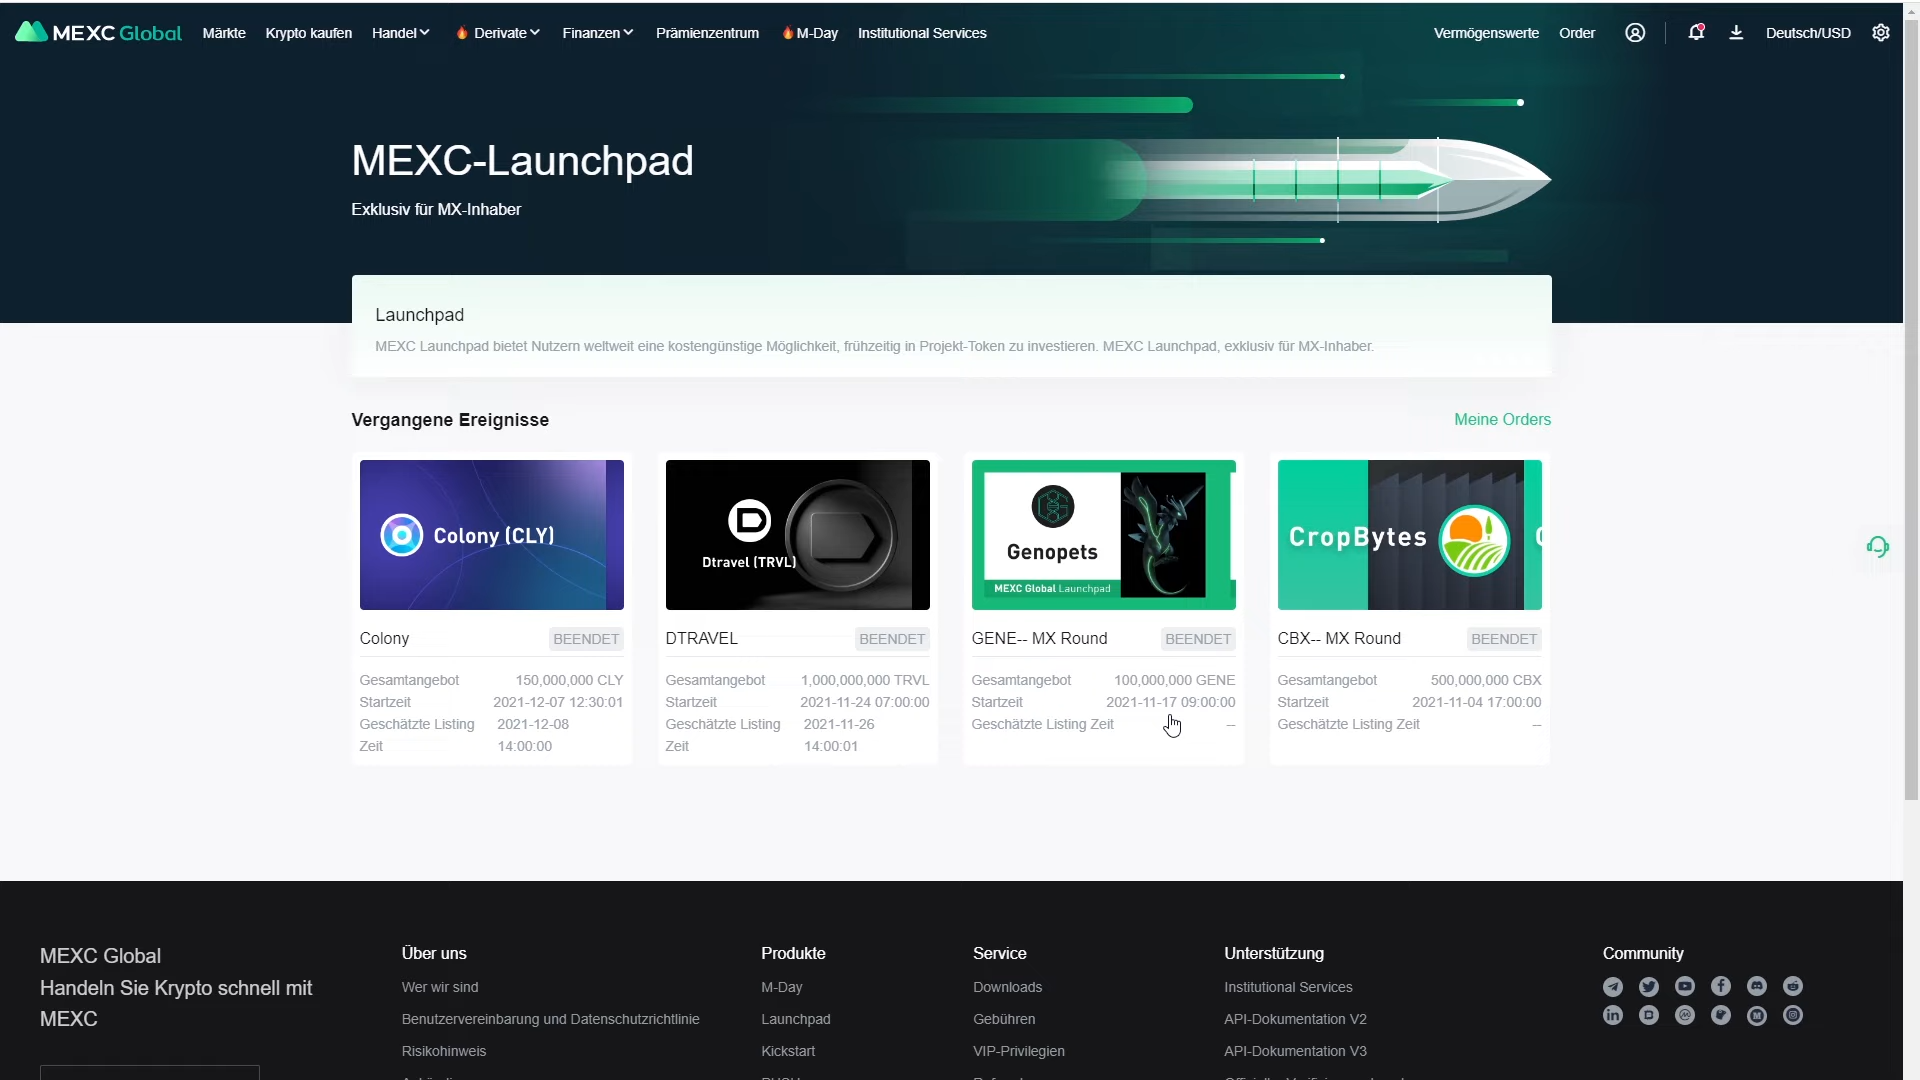 MEXC Global
Märkte
Krypto kaufen
Handel
Derivate
Finanzen
Prämienzentrum
M-Day
Institutional Services
Vermögenswerte
Order
Deutsch/USD
MEXC-Launchpad
Exklusiv für MX-Inhaber
Launchpad
MEXC Launchpad bietet Nutzern weltweit eine kostengünstige Möglichkeit, frühzeitig in Projekt-Token zu investieren. MEXC Launchpad, exklusiv für MX-Inhaber.
Vergangene Ereignisse
Meine Orders
Colony (CLY)
Colony BEENDET
Gesamtangebot 150,000,000 CLY
Startzeit 2021-12-07 12:30:01
Geschätzte Listing 2021-12-08
Zeit 14:00:00
Dtravel (TRVL)
DTRAVEL BEENDET
Gesamtangebot 1,000,000,000 TRVL
Startzeit 2021-11-24 07:00:00
Geschätzte Listing 2021-11-26
Zeit 14:00:01
Genopets
MEXC Global Launchpad
GENE-- MX Round BEENDET
Gesamtangebot 100,000,000 GENE
Startzeit 2021-11-17 09:00:00
Geschätzte Listing Zeit --
CropBytes
CBX-- MX Round BEENDET
Gesamtangebot 500,000,000 CBX
Startzeit 2021-11-04 17:00:00
Geschätzte Listing Zeit --
MEXC Global
Handeln Sie Krypto schnell mit
MEXC
Über uns
Wer wir sind
Benutzervereinbarung und Datenschutzrichtlinie
Risikohinweis
Produkte
M-Day
Launchpad
Kickstart
Service
Downloads
Gebühren
VIP-Privilegien
Unterstützung
Institutional Services
API-Dokumentation V2
API-Dokumentation V3
Community